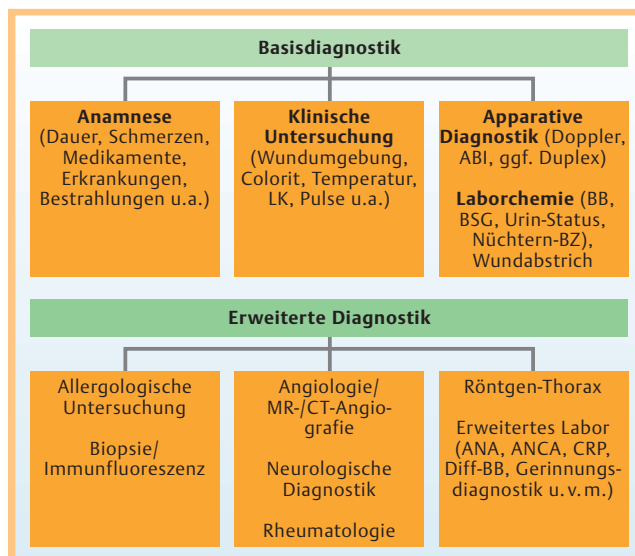 Basisdiagnostik
Anamnese
(Dauer, Schmerzen,
Medikamente,
Erkrankungen,
Bestrahlungen u.a.)
Klinische
Untersuchung
(Wundumgebung,
Colorit, Temperatur,
LK, Pulse u.a.)
Apparative
Diagnostik (Doppler,
ABI, ggf. Duplex)
Laborchemie (BB,
BSG, Urin-Status,
Nüchtern-BZ),
Wundabstrich
Erweiterte Diagnostik
Allergologische
Untersuchung
Biopsie/
Immunfluoreszenz
Angiologie/
MR-/CT-Angio-
grafie
Neurologische
Diagnostik
Rheumatologie
Röntgen-Thorax
Erweitertes Labor
(ANA, ANCA, CRP,
Diff-BB, Gerinnungs-
diagnostik u. v. m.)